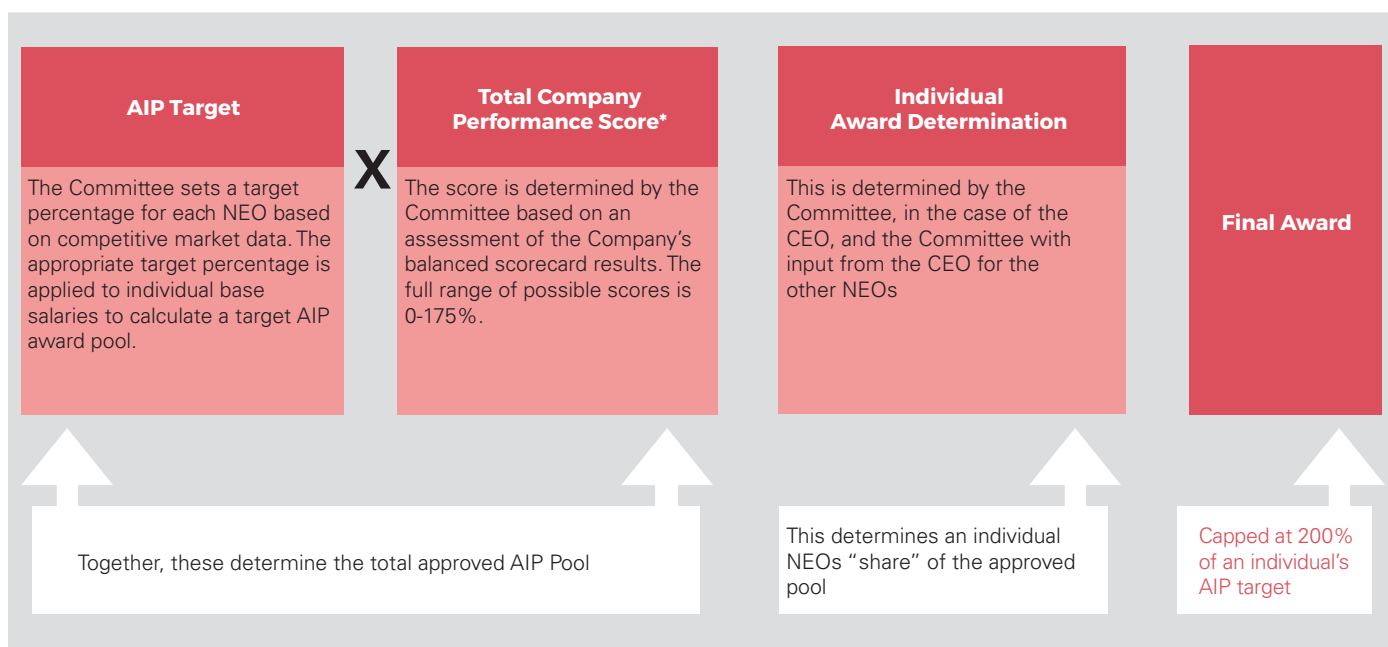 AIP Target
The Committee sets a target
percentage for each NEO based
on competitive market data. The
appropriate target percentage is
applied to individual base
salaries to calculate a target AIP
award pool.
X
Total Company
Performance Score*
The score is determined by the
Committee based on an
assessment of the Company’s
balanced scorecard results. The
full range of possible scores is
0-175%.
Individual
Award Determination
This is determined by the
Committee, in the case of the
CEO, and the Committee with
input from the CEO for the
other NEOs
Final Award
Together, these determine the total approved AIP Pool
This determines an individual
NEOs “share” of the approved
pool
Capped at 200%
of an individual’s
AIP target